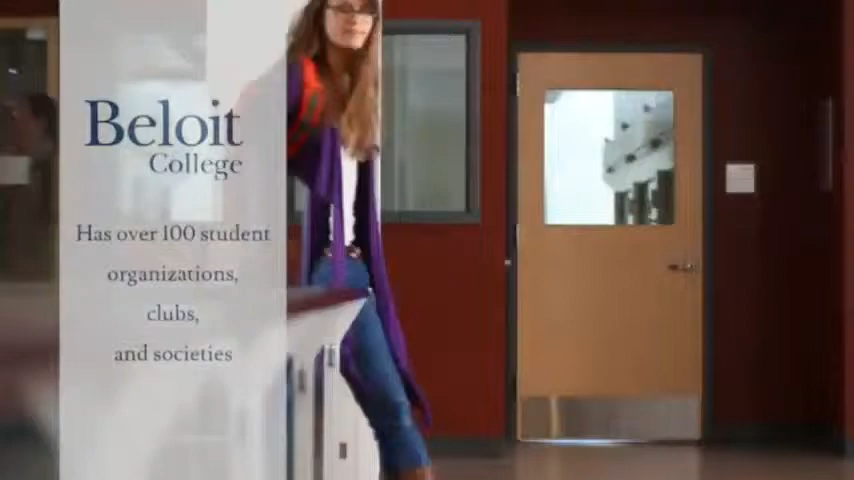 Beloit
College
Has over 100 student
organizations,
clubs,
and societies